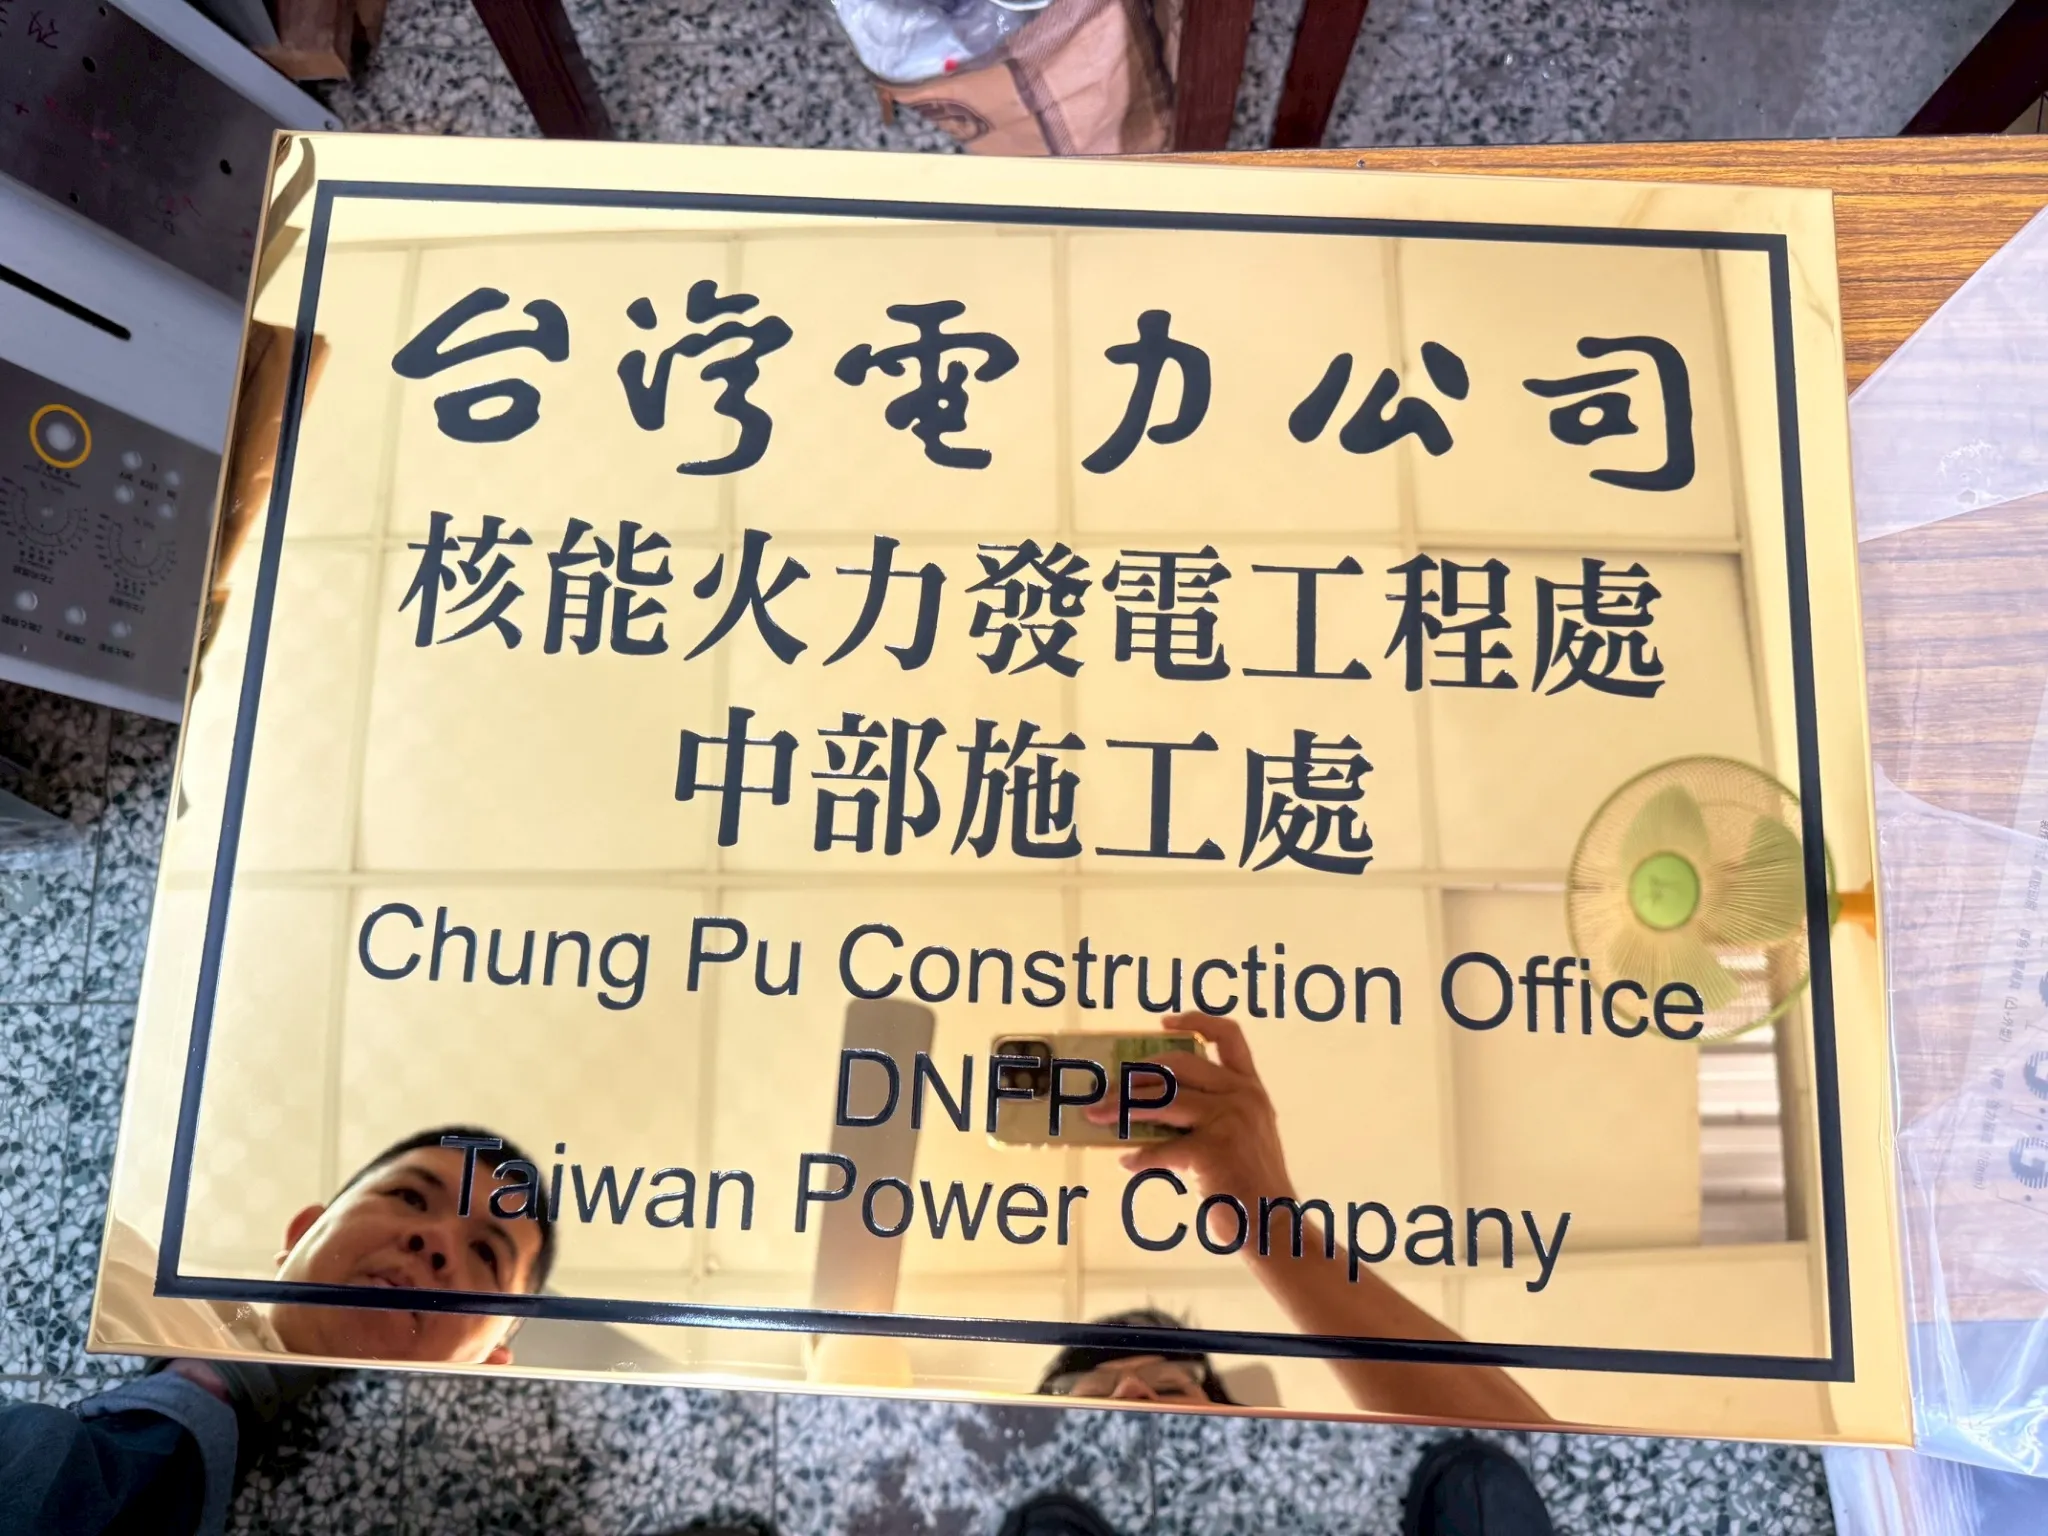 台灣電力公司
核能火力發電工程處
中部施工處
Chung Pu Construction Office
DNFPP
Taiwan Power Company